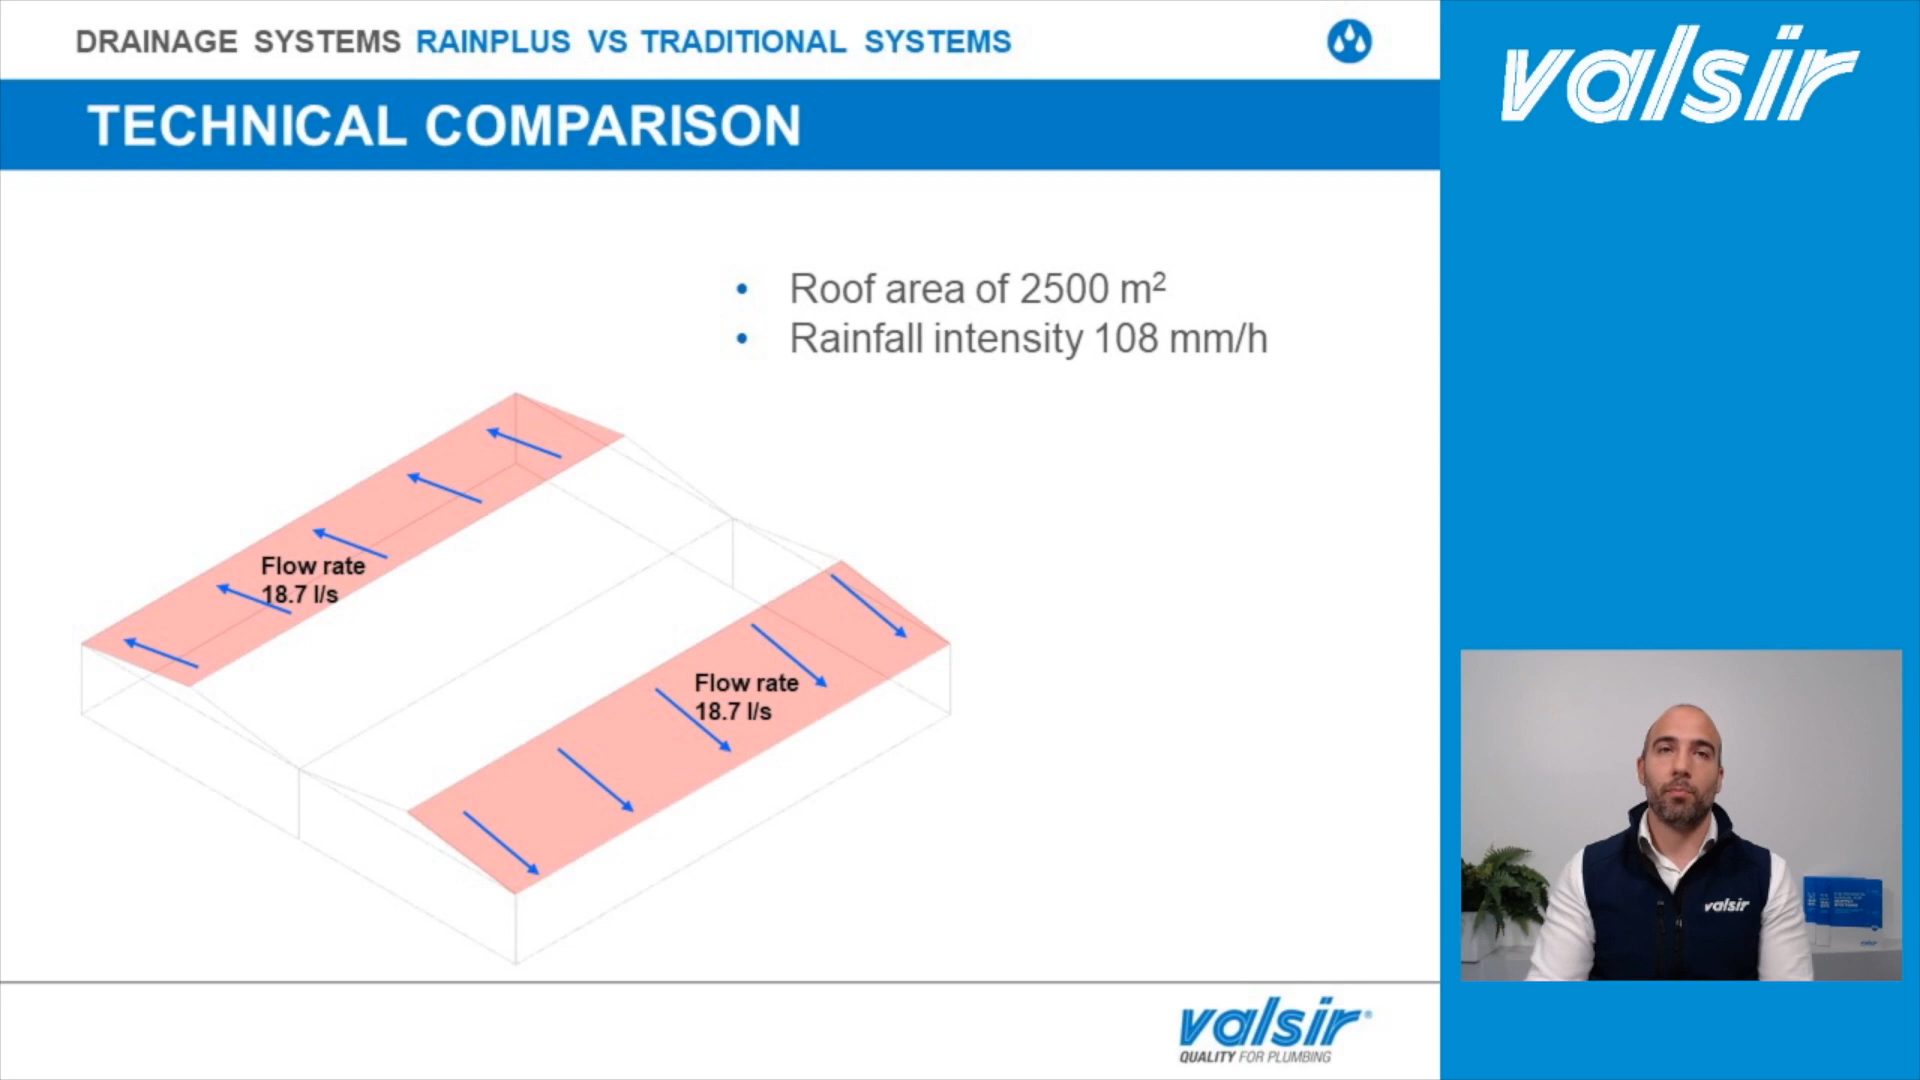 DRAINAGE SYSTEMS RAINPLUS VS TRADITIONAL SYSTEMS
valsir
TECHNICAL COMPARISON
• Roof area of 2500 m²
• Rainfall intensity 108 mm/h
Flow rate
18.7 l/s
Flow rate
18.7 l/s
valsir
valsir®
QUALITY FOR PLUMBING